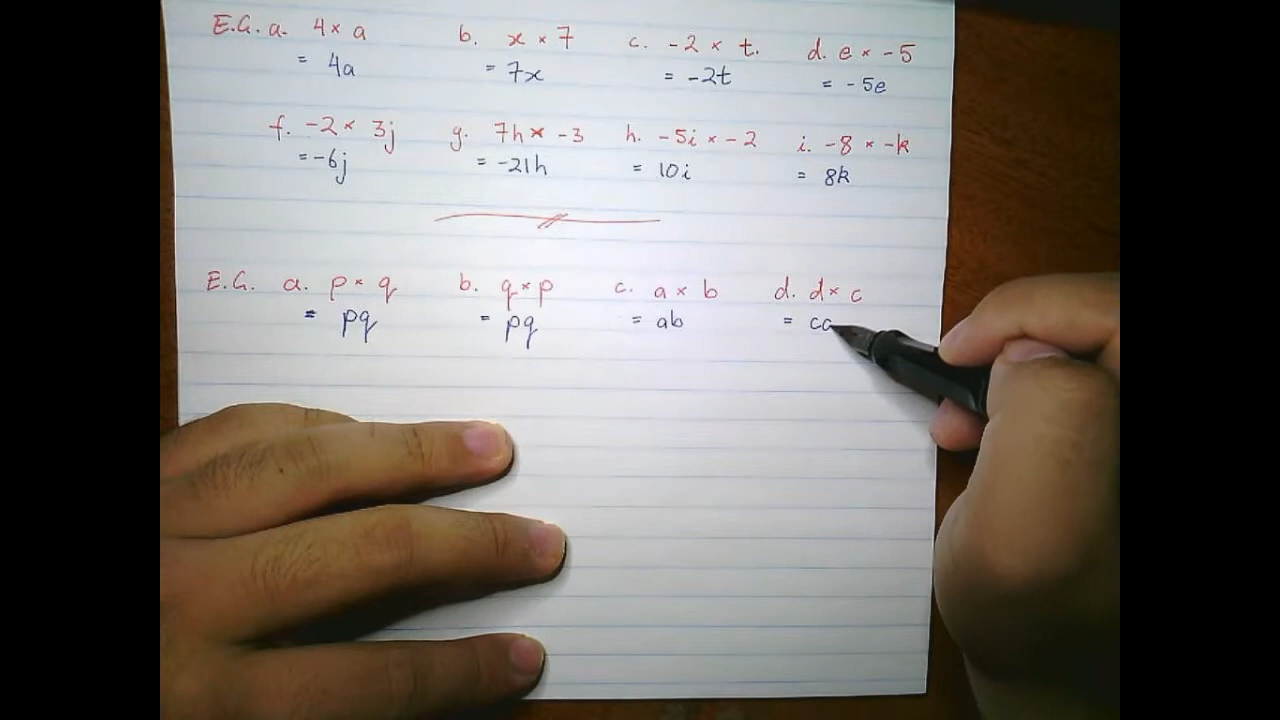 E.G. a. 4 × a b. x × 7 c. -2 × t. d. e × -5
= 4a = 7x = -2t = -5e
f. -2 × 3j g. 7h × -3 h. -5i × -2 i. -8 × -k
= -6j = -21h = 10i = 8k
E.G. a. p × q b. q × p c. a × b d. d × c
= pq = pq = ab = cc